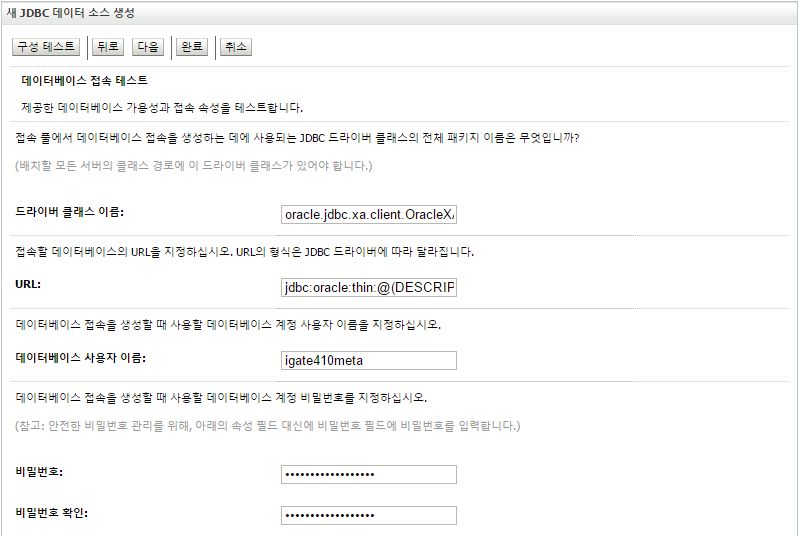 새 JDBC 데이터 소스 생성
구성 테스트 뒤로 다음 완료 취소
데이터베이스 접속 테스트
제공한 데이터베이스 가용성과 접속 속성을 테스트합니다.
접속 풀에서 데이터베이스 접속을 생성하는 데에 사용되는 JDBC 드라이버 클래스의 전체 패키지 이름은 무엇입니까?
(배치할 모든 서버의 클래스 경로에 이 드라이버 클래스가 있어야 합니다.)
드라이버 클래스 이름: oracle.jdbc.xa.client.OracleXA
접속할 데이터베이스의 URL을 지정하십시오. URL의 형식은 JDBC 드라이버에 따라 달라집니다.
URL: jdbc:oracle:thin:@(DESCRIP
데이터베이스 접속을 생성할 때 사용할 데이터베이스 계정 사용자 이름을 지정하십시오.
데이터베이스 사용자 이름: igate410meta
데이터베이스 접속을 생성할 때 사용할 데이터베이스 계정 비밀번호를 지정하십시오.
(참고: 안전한 비밀번호 관리를 위해, 아래의 속성 필드 대신에 비밀번호 필드에 비밀번호를 입력합니다.)
비밀번호: ••••••••••••••••••
비밀번호 확인: ••••••••••••••••••